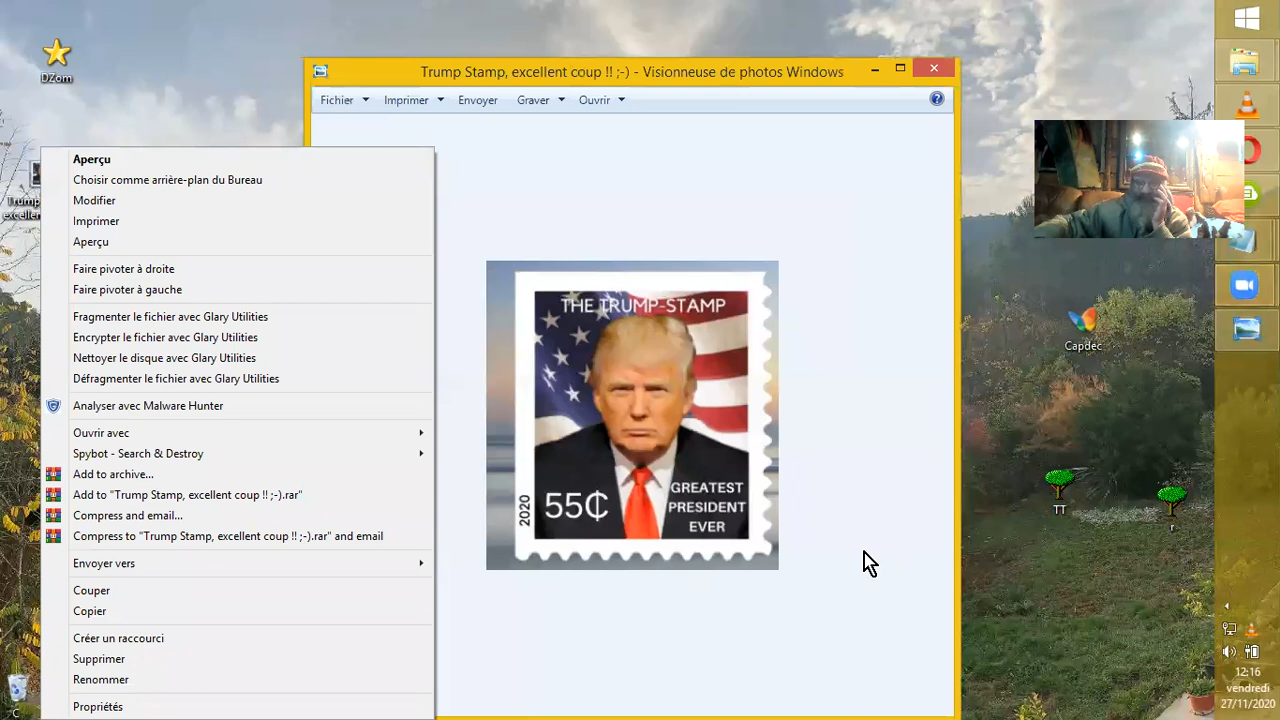 DZom
Trump
excellen
Trump Stamp, excellent coup !! ;-) - Visionneuse de photos Windows
Fichier
Imprimer
Envoyer
Graver
Ouvrir
Aperçu
Choisir comme arrière-plan du Bureau
Modifier
Imprimer
Aperçu
Faire pivoter à droite
Faire pivoter à gauche
Fragmenter le fichier avec Glary Utilities
Encrypter le fichier avec Glary Utilities
Nettoyer le disque avec Glary Utilities
Défragmenter le fichier avec Glary Utilities
Analyser avec Malware Hunter
Ouvrir avec
Spybot - Search & Destroy
Add to archive...
Add to "Trump Stamp, excellent coup !! ;-).rar"
Compress and email...
Compress to "Trump Stamp, excellent coup !! ;-).rar" and email
Envoyer vers
Couper
Copier
Créer un raccourci
Supprimer
Renommer
Propriétés
THE TRUMP-STAMP
2020
55¢
GREATEST
PRESIDENT
EVER
Capdec
TT
r
C
12:16
vendredi
27/11/2020